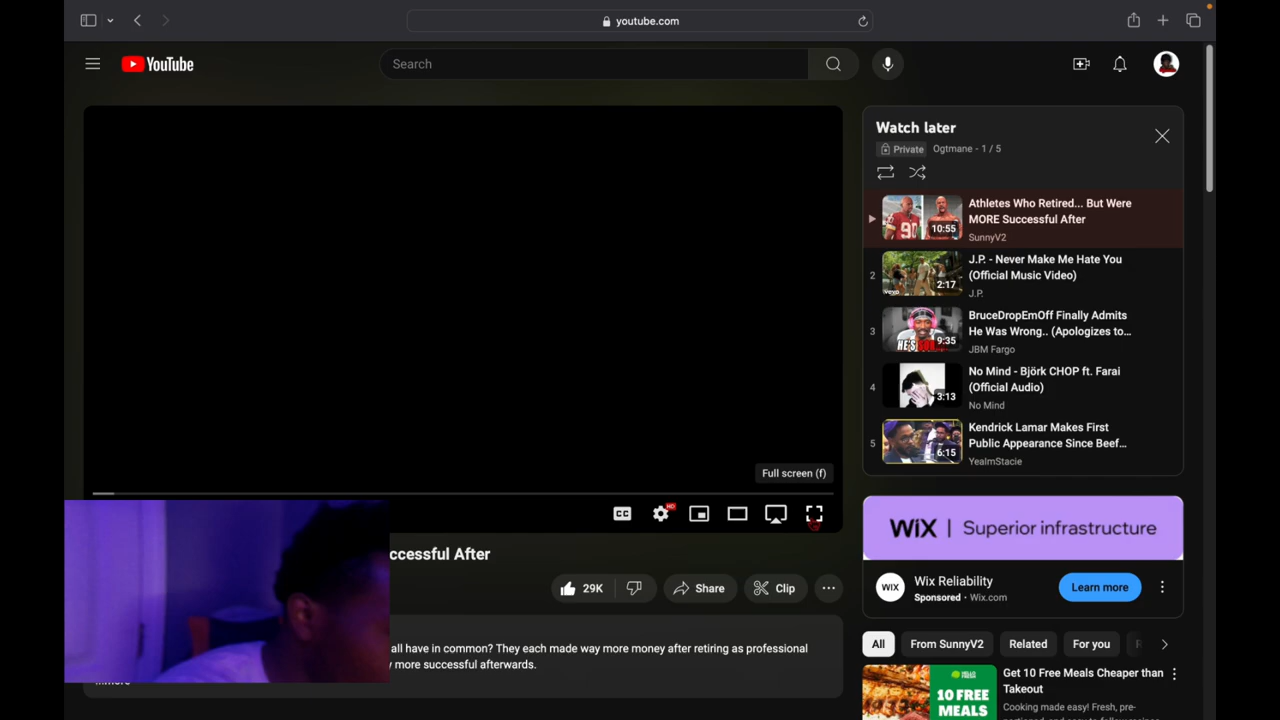 youtube.com
YouTube
Search
Watch later
Private
Ogtmane - 1 / 5
Athletes Who Retired... But Were
MORE Successful After
SunnyV2
10:55
2
J.P. - Never Make Me Hate You
(Official Music Video)
J.P.
2:17
vevo
3
BruceDropEmOff Finally Admits
He Was Wrong.. (Apologizes to...
JBM Fargo
9:35
4
No Mind - Björk CHOP ft. Farai
(Official Audio)
No Mind
3:13
5
Kendrick Lamar Makes First
Public Appearance Since Beef...
YealmStacie
6:15
Full screen (f)
CC
HD
ccessful After
29K
Share
Clip
all have in common? They each made way more money after retiring as professional
y more successful afterwards.
...more
WIX | Superior infrastructure
WIX
Wix Reliability
Sponsored • Wix.com
Learn more
All
From SunnyV2
Related
For you
Get 10 Free Meals Cheaper than
Takeout
Cooking made easy! Fresh, pre-
10 FREE
MEALS